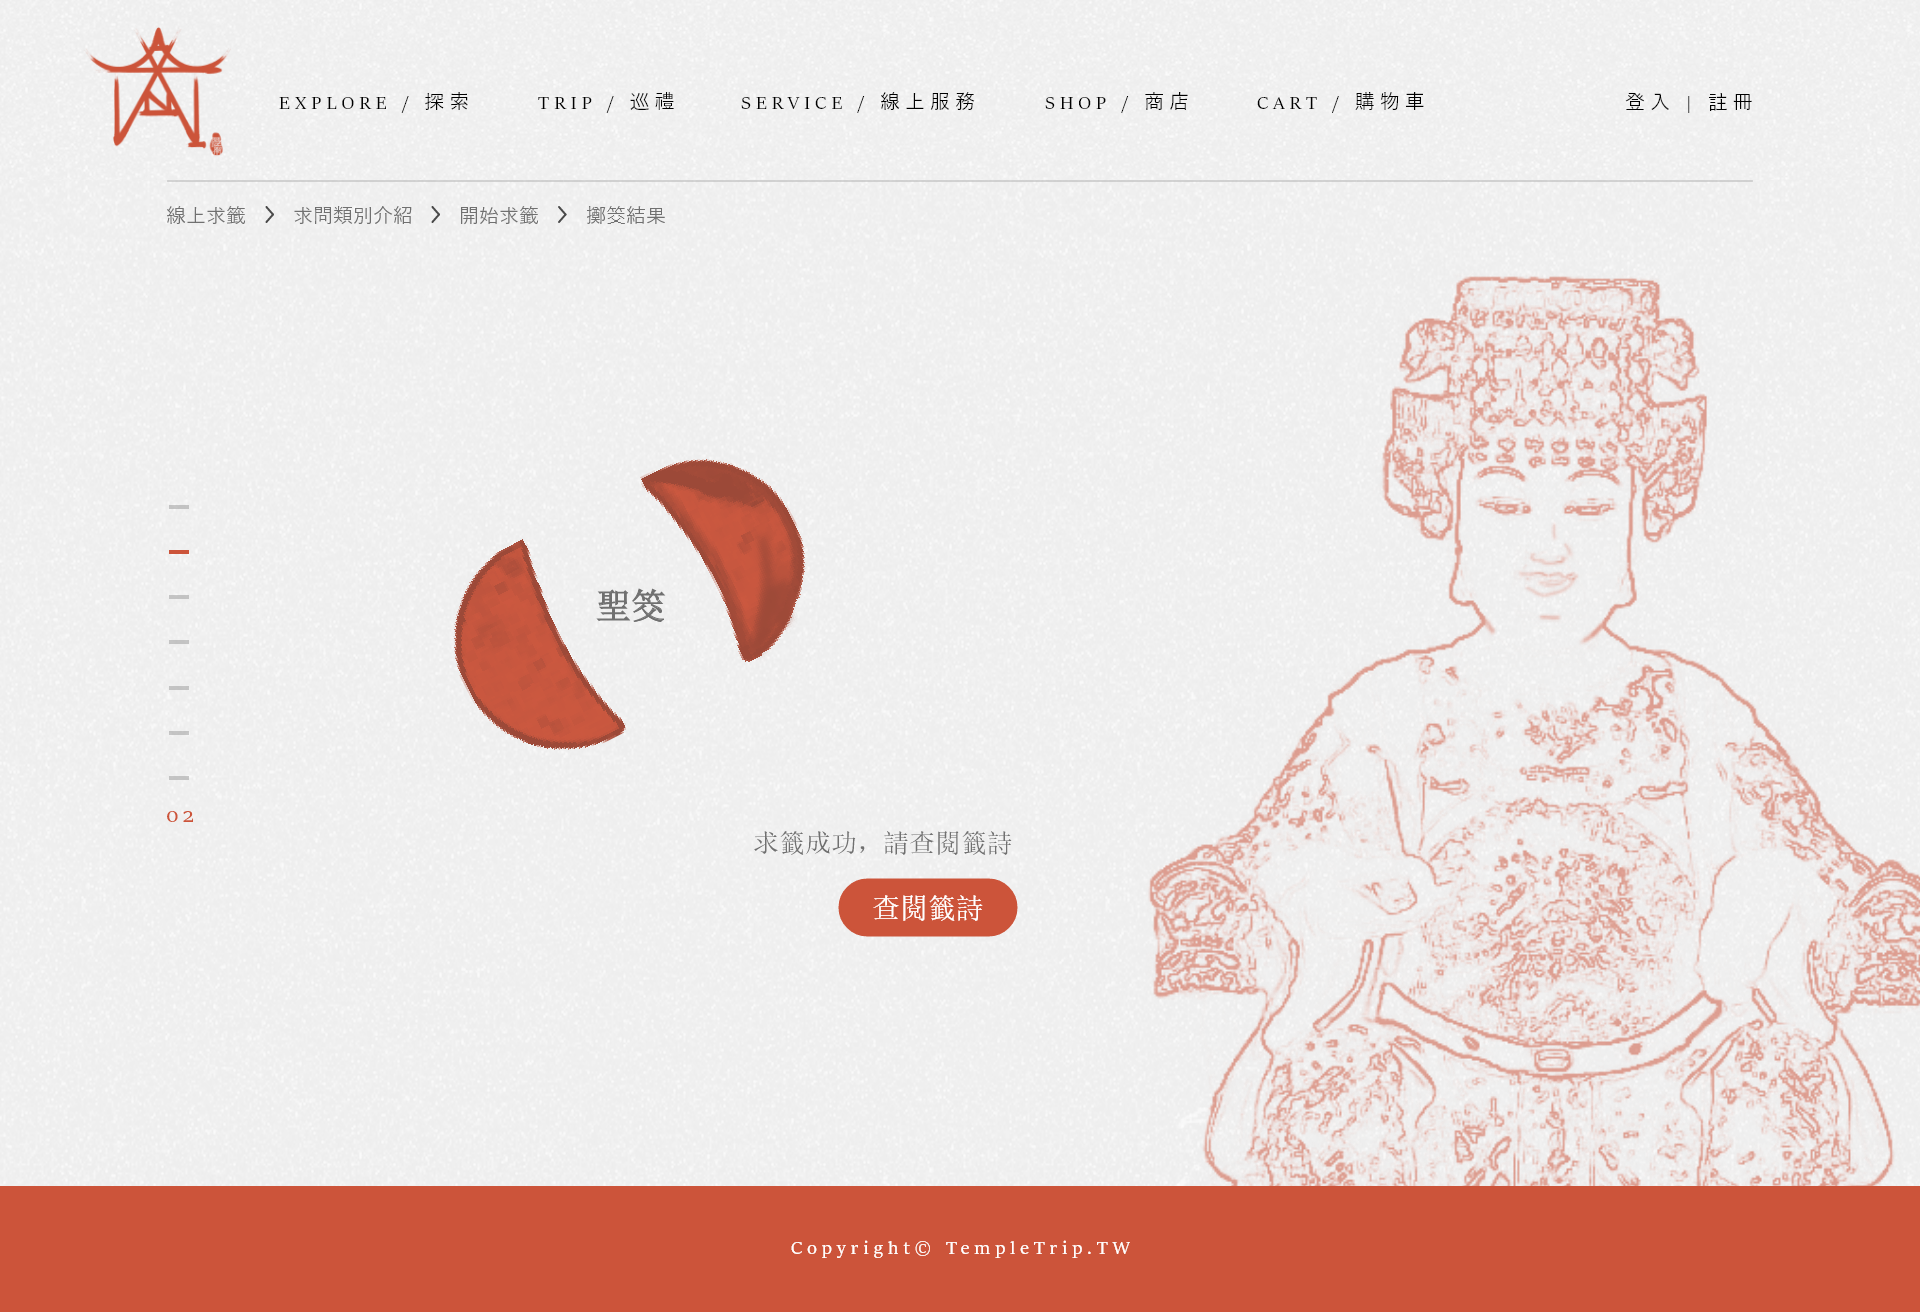 EXPLORE / 探索 TRIP / 巡禮 SERVICE / 線上服務 SHOP / 商店 CART / 購物車 登入 | 註冊
線上求籤 > 求問類別介紹 > 開始求籤 > 擲筊結果
聖筊
02
求籤成功，請查閱籤詩
查閱籤詩
Copyright© TempleTrip.TW